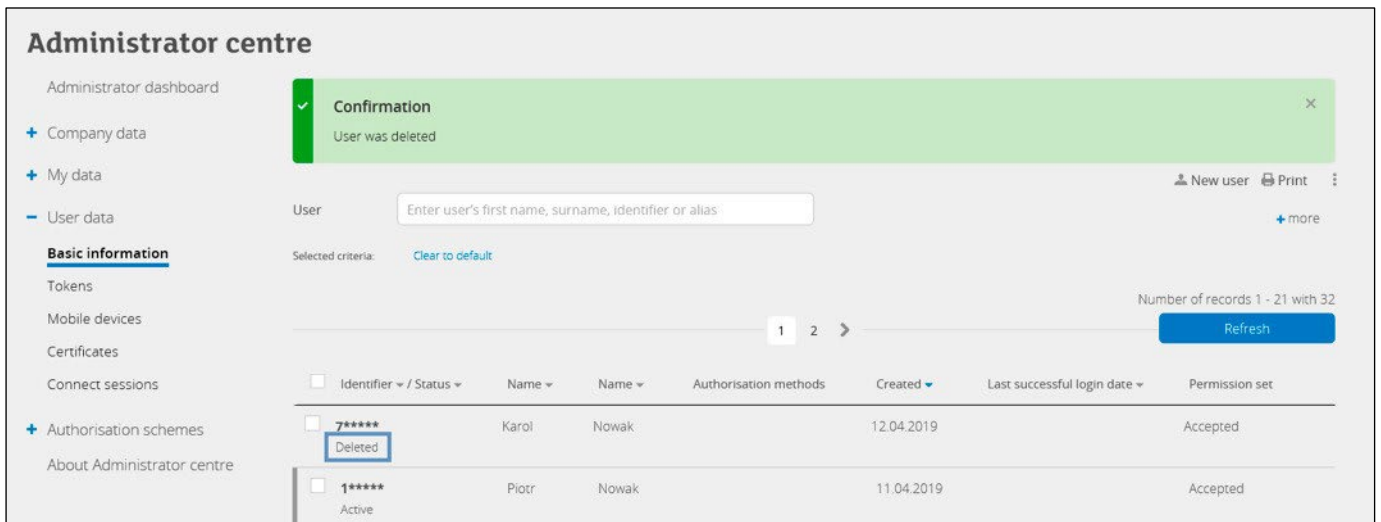 Administrator centre
Administrator dashboard
Company data
My data
User data
Basic information
Tokens
Mobile devices
Certificates
Connect sessions
Authorisation schemes
About Administrator centre
Confirmation
User was deleted
New user Print
User Enter user's first name, surname, identifier or alias
+ more
Selected criteria: Clear to default
Number of records 1 - 21 with 32
1 2 >
Refresh
Identifier / Status Name Name Authorisation methods Created Last successful login date Permission set
7***** Karol Nowak 12.04.2019 Accepted
Deleted
1***** Piotr Nowak 11.04.2019 Accepted
Active